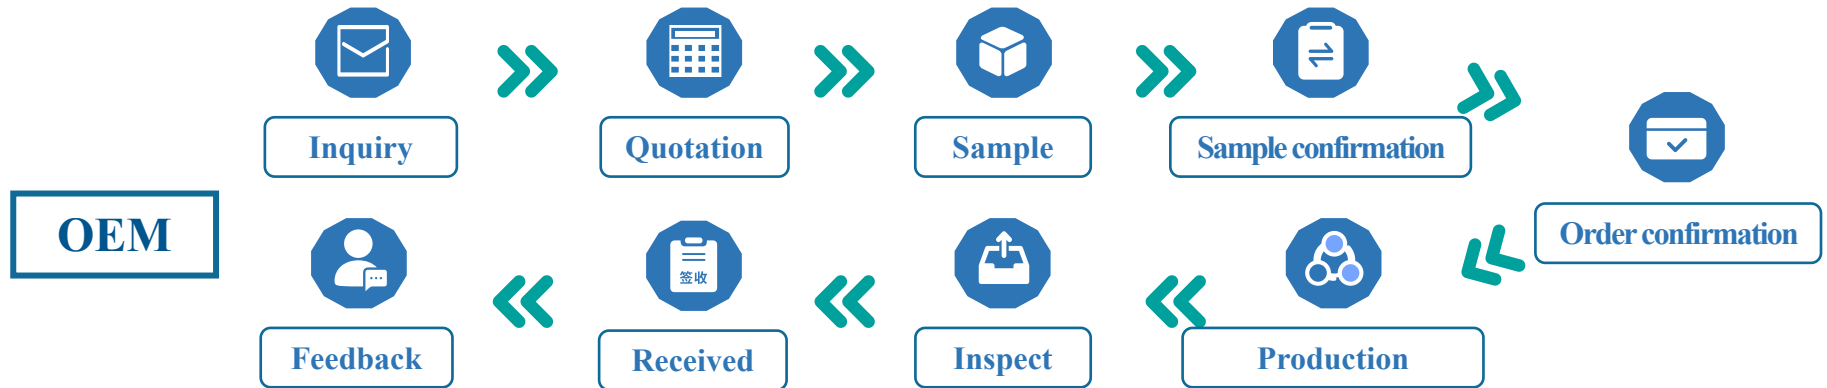 Inquiry
Quotation
Sample
Sample confirmation
Order confirmation
OEM
签收
Feedback
Received
Inspect
Production